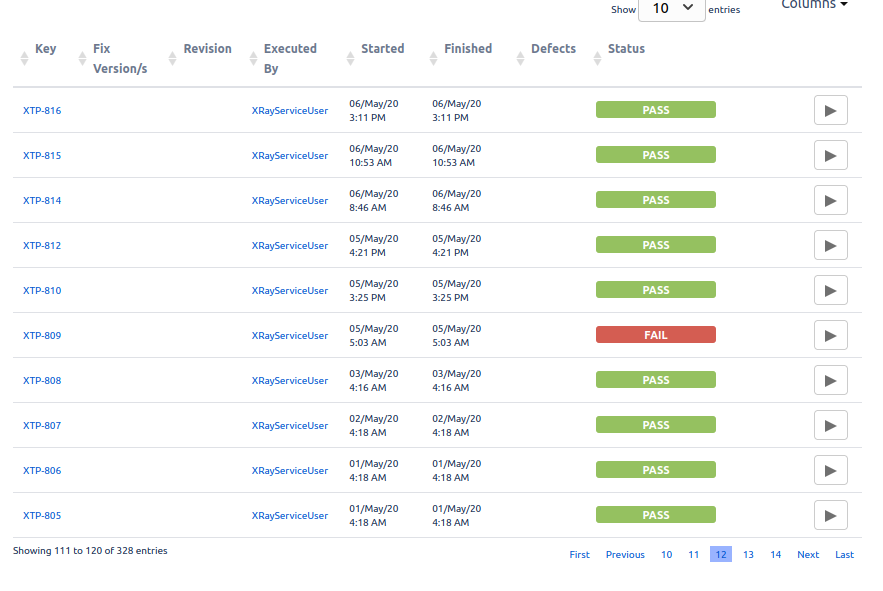 Show 10 entries Columns
Key Fix Version/s Revision Executed By Started Finished Defects Status
XTP-816 XRayServiceUser 06/May/20 3:11 PM 06/May/20 3:11 PM PASS
XTP-815 XRayServiceUser 06/May/20 10:53 AM 06/May/20 10:53 AM PASS
XTP-814 XRayServiceUser 06/May/20 8:46 AM 06/May/20 8:46 AM PASS
XTP-812 XRayServiceUser 05/May/20 4:21 PM 05/May/20 4:21 PM PASS
XTP-810 XRayServiceUser 05/May/20 3:25 PM 05/May/20 3:25 PM PASS
XTP-809 XRayServiceUser 05/May/20 5:03 AM 05/May/20 5:03 AM FAIL
XTP-808 XRayServiceUser 03/May/20 4:16 AM 03/May/20 4:16 AM PASS
XTP-807 XRayServiceUser 02/May/20 4:18 AM 02/May/20 4:18 AM PASS
XTP-806 XRayServiceUser 01/May/20 4:18 AM 01/May/20 4:18 AM PASS
XTP-805 XRayServiceUser 01/May/20 4:18 AM 01/May/20 4:18 AM PASS
Showing 111 to 120 of 328 entries
First Previous 10 11 12 13 14 Next Last